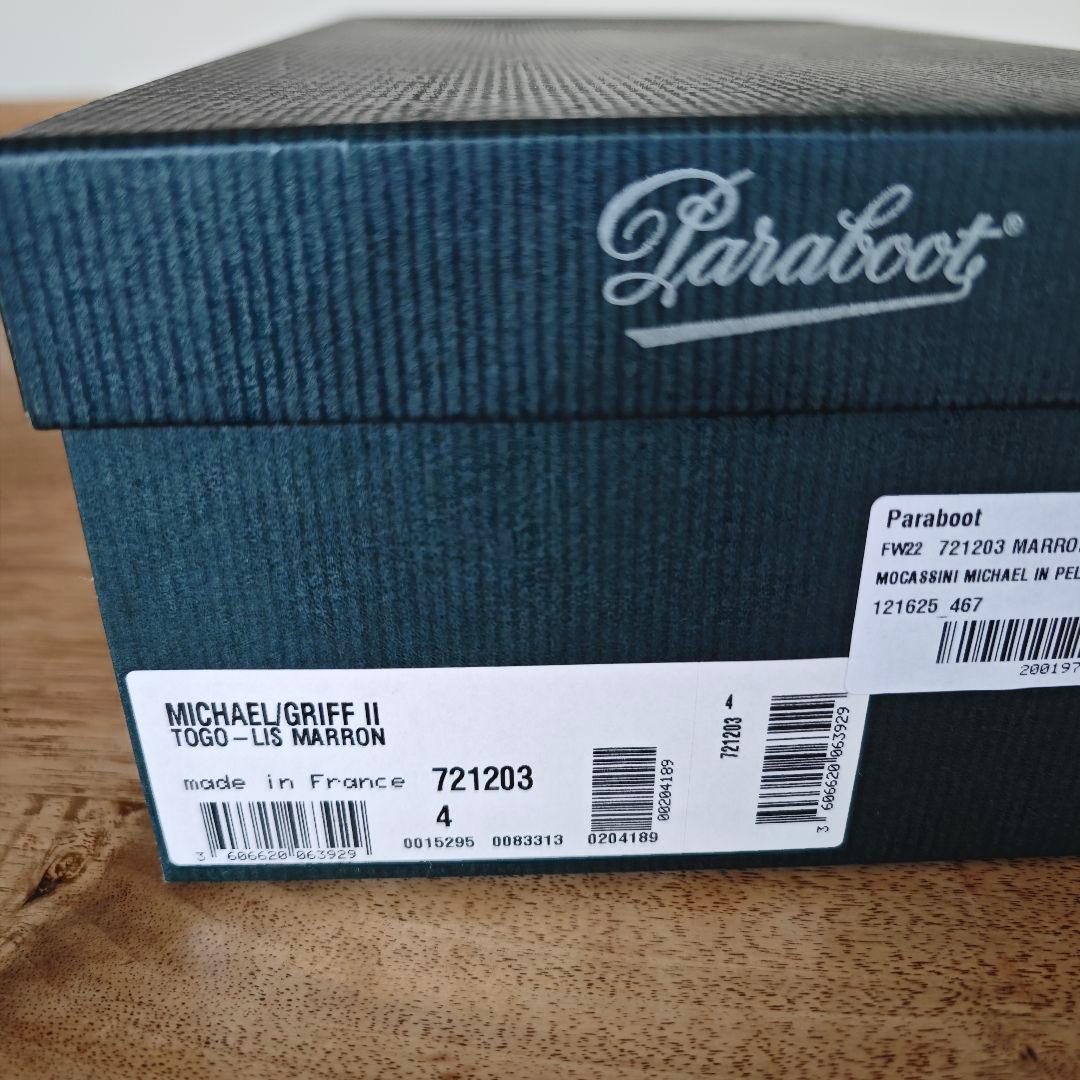 Paraboot®
Paraboot
FW22 721203 MARRO
MOCASSINI MICHAEL IN PEL
121625_467
200197
MICHAEL/GRIFF II
TOGO-LIS MARRON
made in France 721203
4
3 606620 063929
0015295 0083313 0204189
00204189
721203 4
3 606620 063929